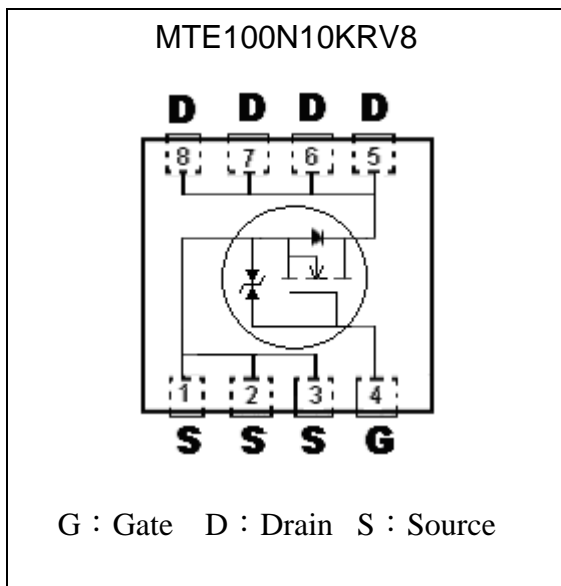 MTE100N10KRV8
D D D D
8 7 6 5
1 2 3 4
S S S G
G：Gate D：Drain S：Source